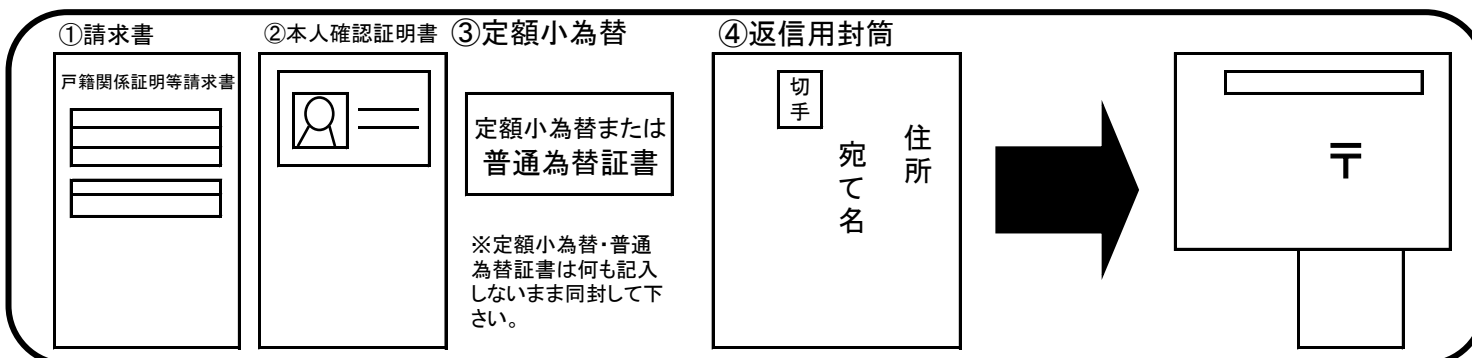 ①請求書
戸籍関係証明等請求書
②本人確認証明書
③定額小為替
定額小為替または
普通為替証書
※定額小為替・普通
為替証書は何も記入
しないまま同封して下
さい。
④返信用封筒
切手
住所
宛て名
〒